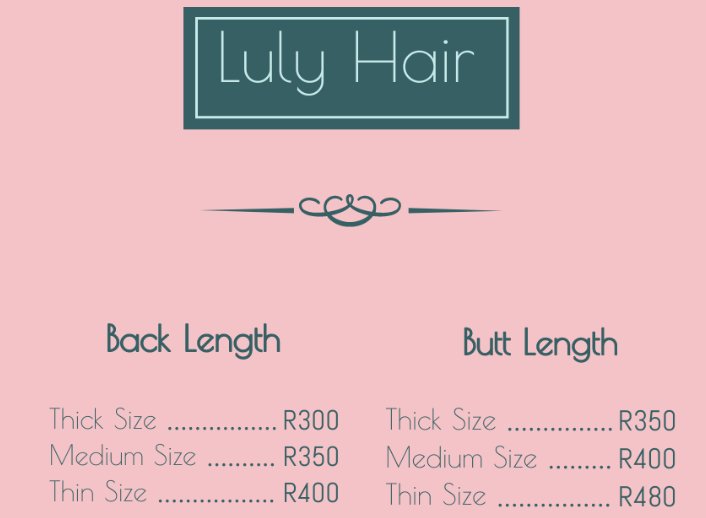 Luly Hair
Back Length
Thick Size ................ R300
Medium Size .......... R350
Thin Size ................. R400
Butt Length
Thick Size ............... R350
Medium Size ......... R400
Thin Size ................. R480